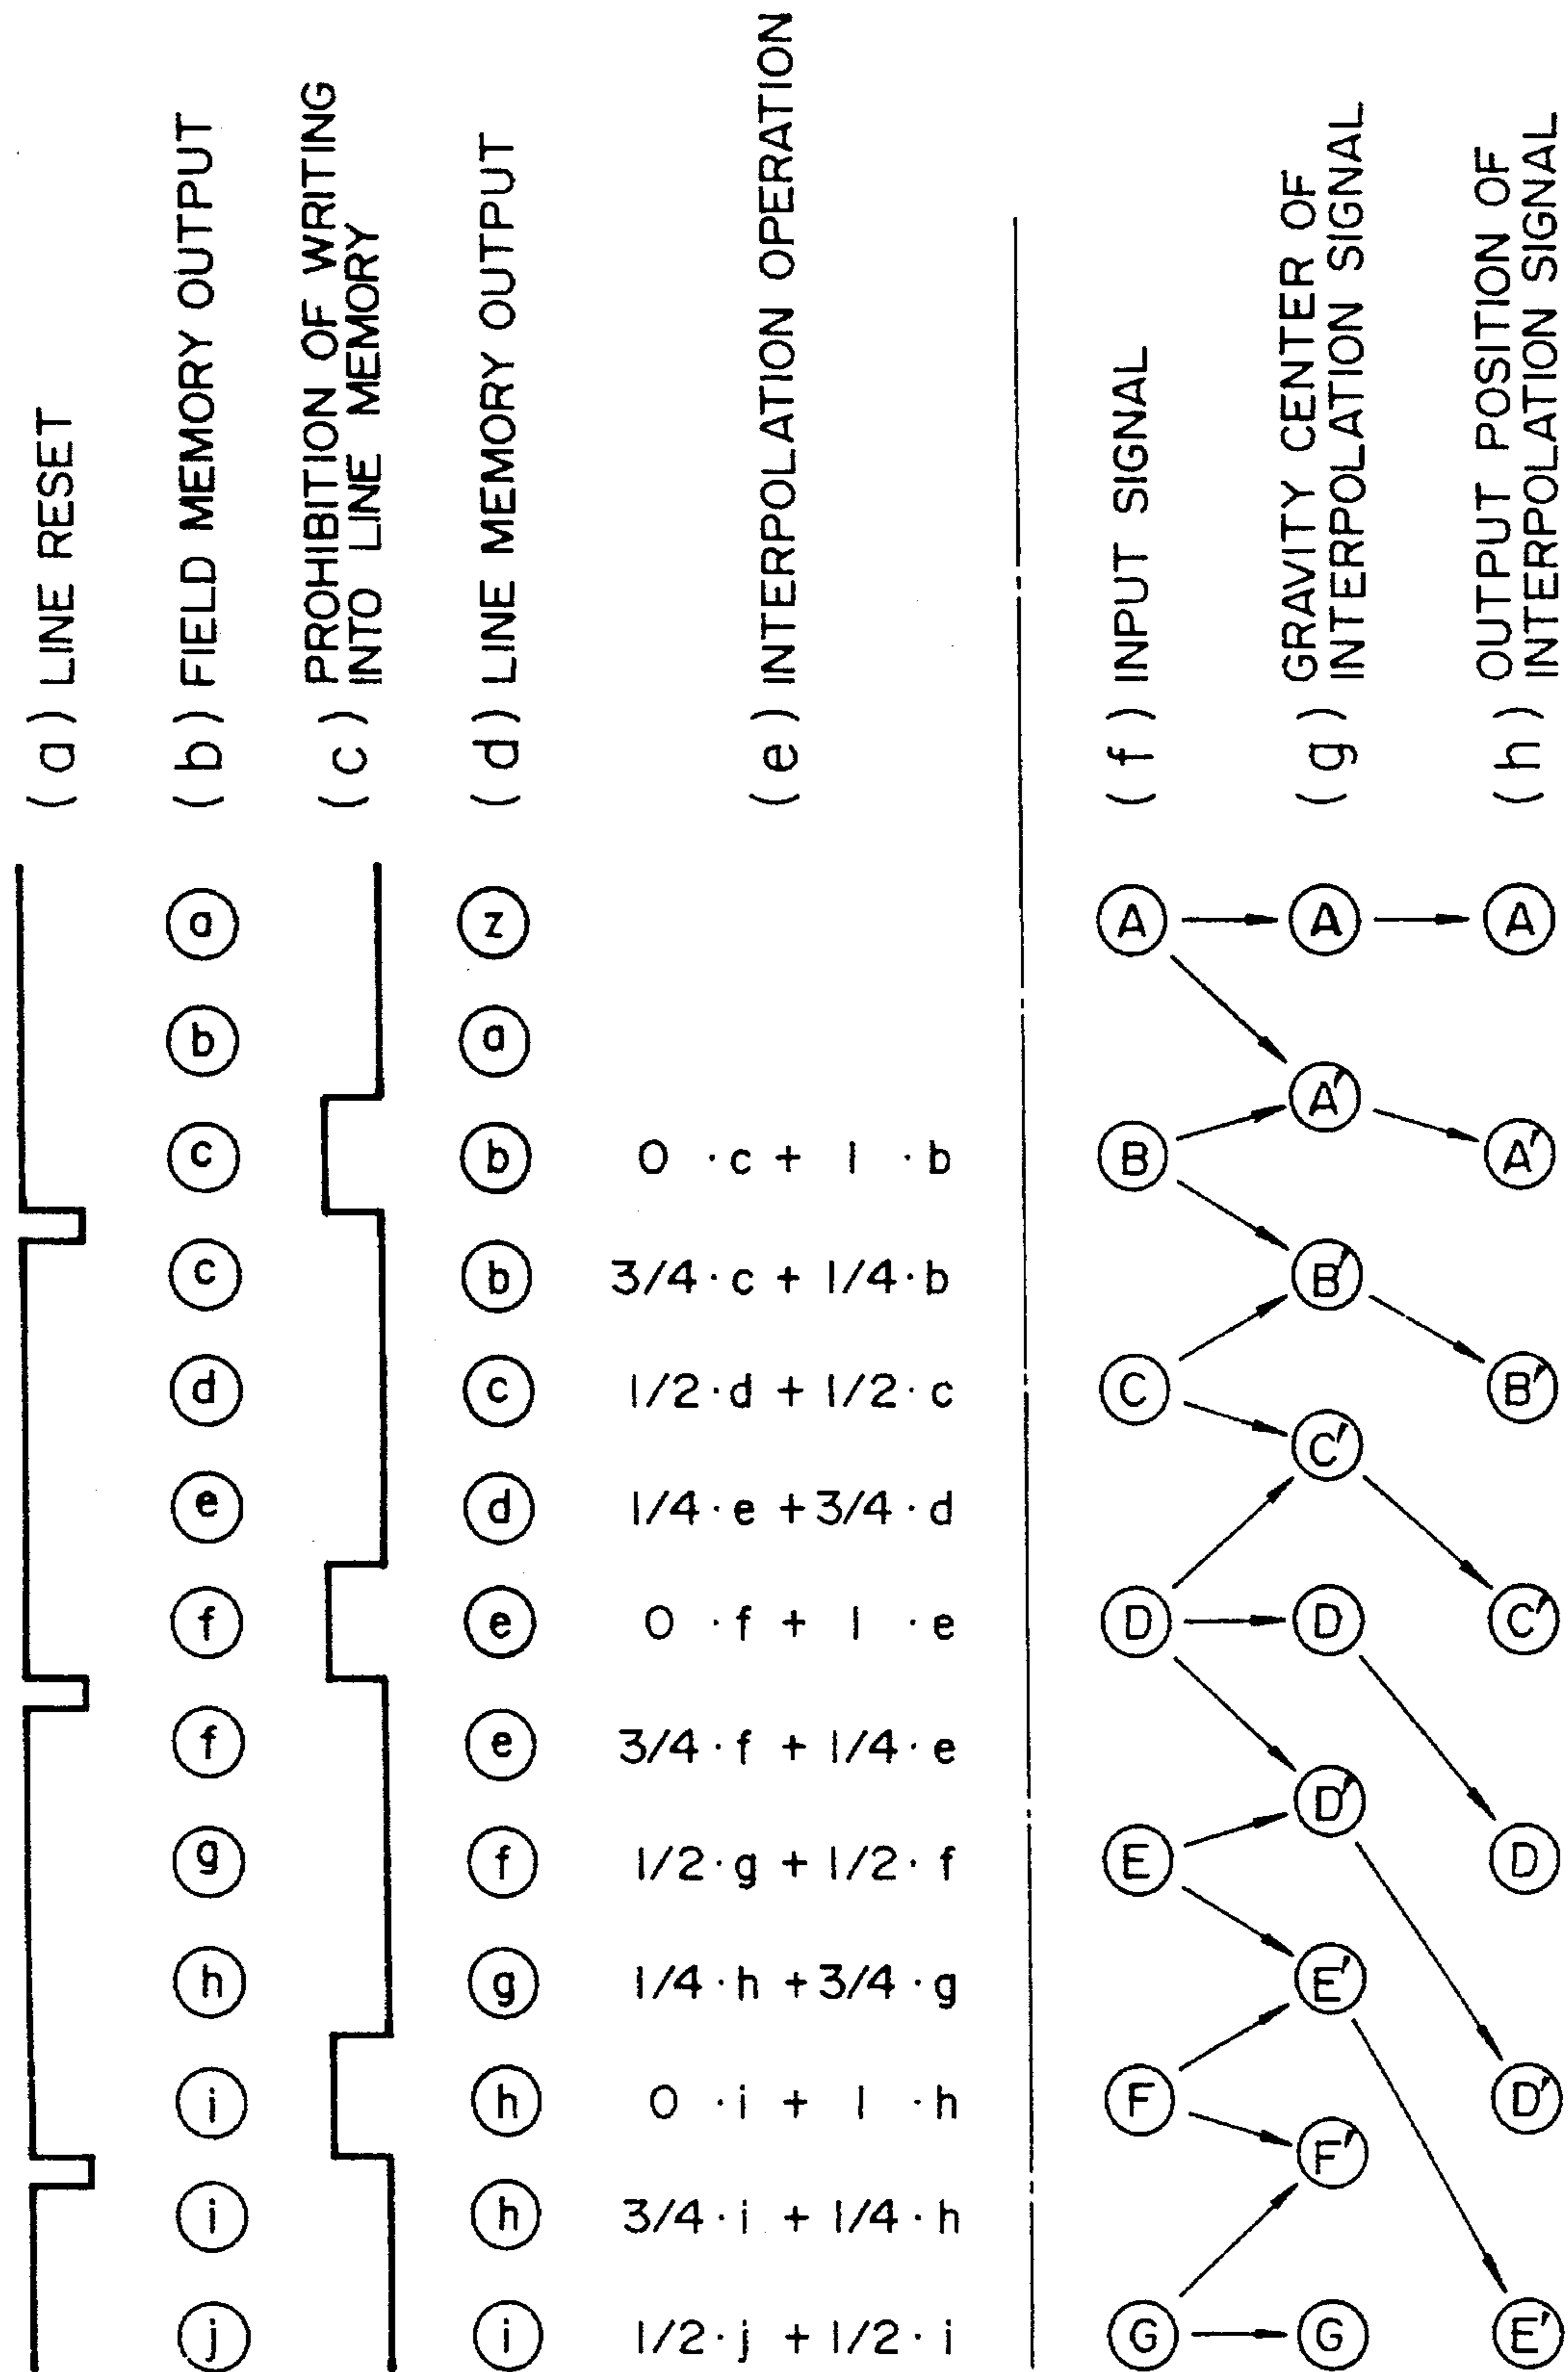 (a) LINE RESET
(b) FIELD MEMORY OUTPUT
a b c c d e f f g h i i j
(c) PROHIBITION OF WRITING
INTO LINE MEMORY
(d) LINE MEMORY OUTPUT
z a b b c d e e f g h h i
(e) INTERPOLATION OPERATION
0 · c + 1 · b
3/4 · c + 1/4 · b
1/2 · d + 1/2 · c
1/4 · e + 3/4 · d
0 · f + 1 · e
3/4 · f + 1/4 · e
1/2 · g + 1/2 · f
1/4 · h + 3/4 · g
0 · i + 1 · h
3/4 · i + 1/4 · h
1/2 · j + 1/2 · i
(f) INPUT SIGNAL
A B C D E F G
(g) GRAVITY CENTER OF
INTERPOLATION SIGNAL
A A' B' C' D D' E' F' G
(h) OUTPUT POSITION OF
INTERPOLATION SIGNAL
A A' B' C' D D' E'